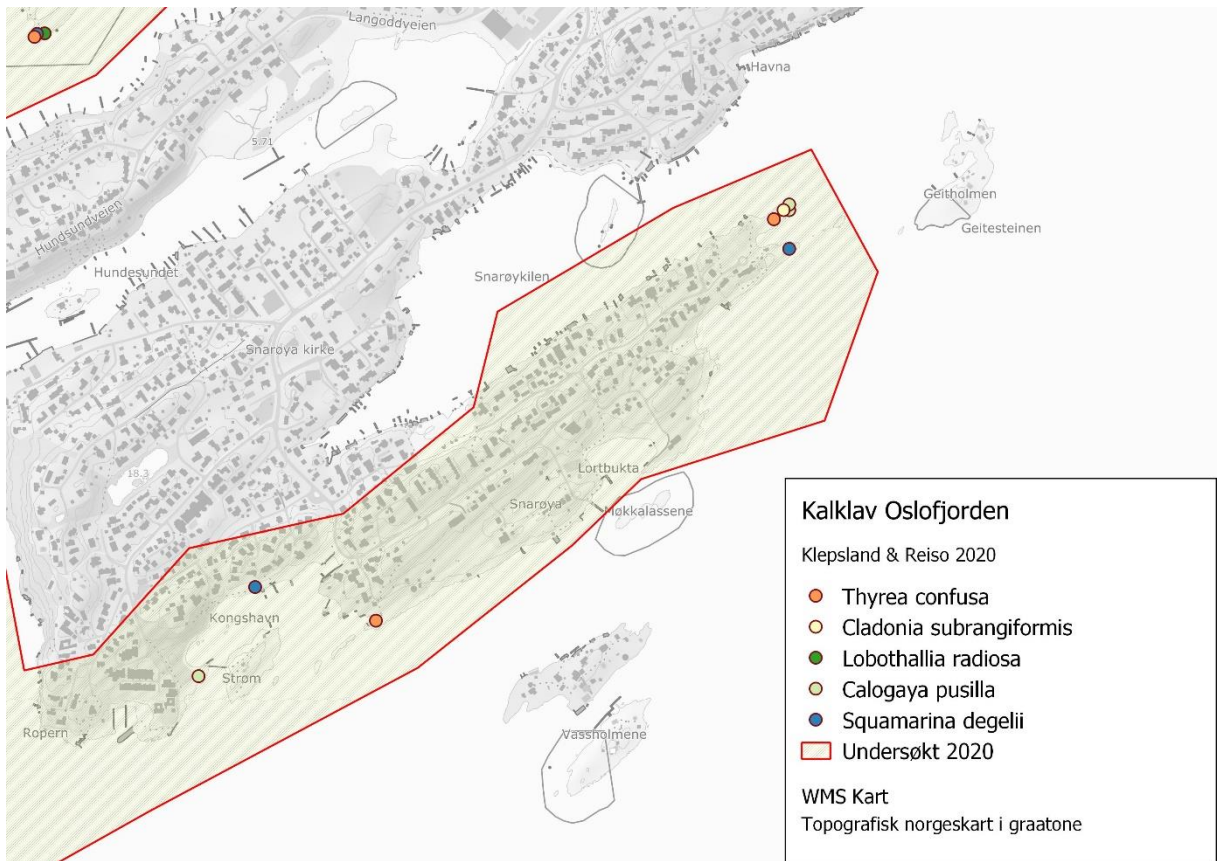 Langoddveien
Havna
5.71
Geitholmen
Geitesteinen
Hundsundveien
Hundesundet
Snarøykilen
Snarøya kirke
18.3
Lortbukta
Snarøya
Møkkalassene
Kongshavn
Strøm
Ropern
Vassholmene
Kalklav Oslofjorden
Klepsland & Reiso 2020
Thyrea confusa
Cladonia subrangiformis
Lobothallia radiosa
Calogaya pusilla
Squamarina degelii
Undersøkt 2020
WMS Kart
Topografisk norgeskart i graatone